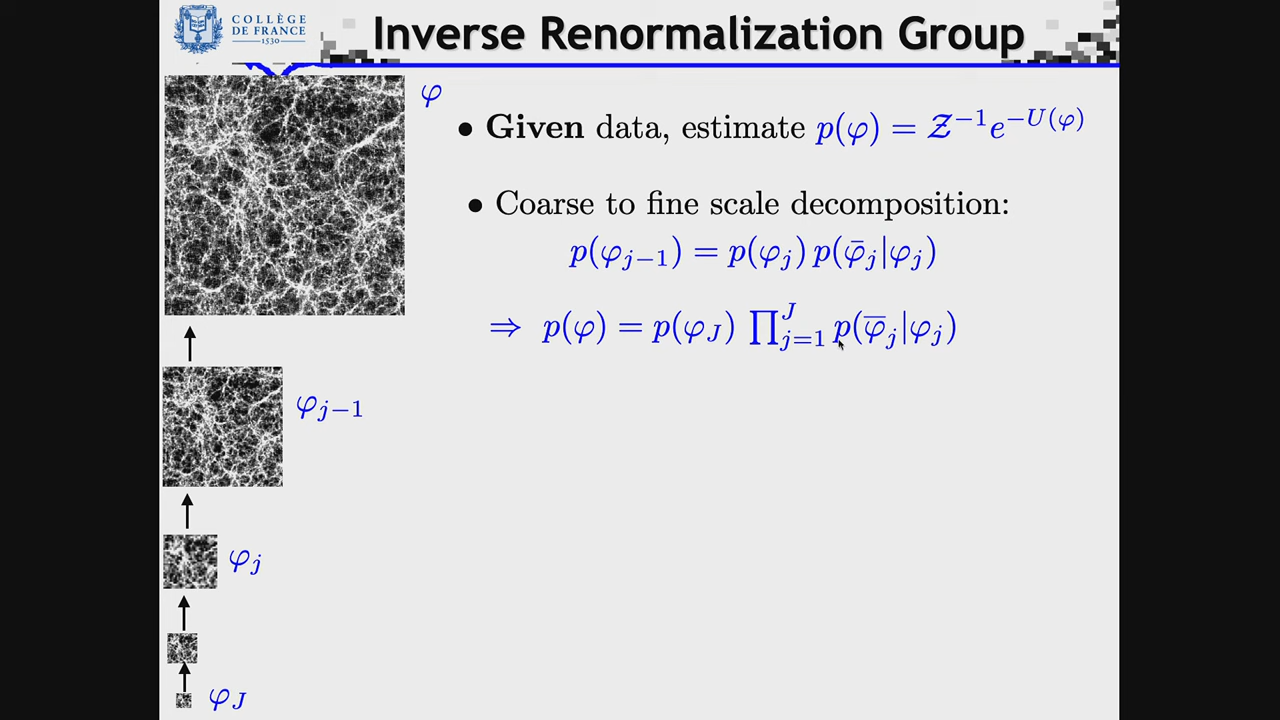 COLLÈGE
DE FRANCE
1530
Inverse Renormalization Group
φ
• Given data, estimate p(φ) = 𝒵⁻¹e^{−U(φ)}
• Coarse to fine scale decomposition:
p(φ_{j−1}) = p(φ_j) p(φ̄_j|φ_j)
⇒ p(φ) = p(φ_J) ∏_{j=1}^{J} p(φ̄_j|φ_j)
φ_{j−1}
φ_j
φ_J